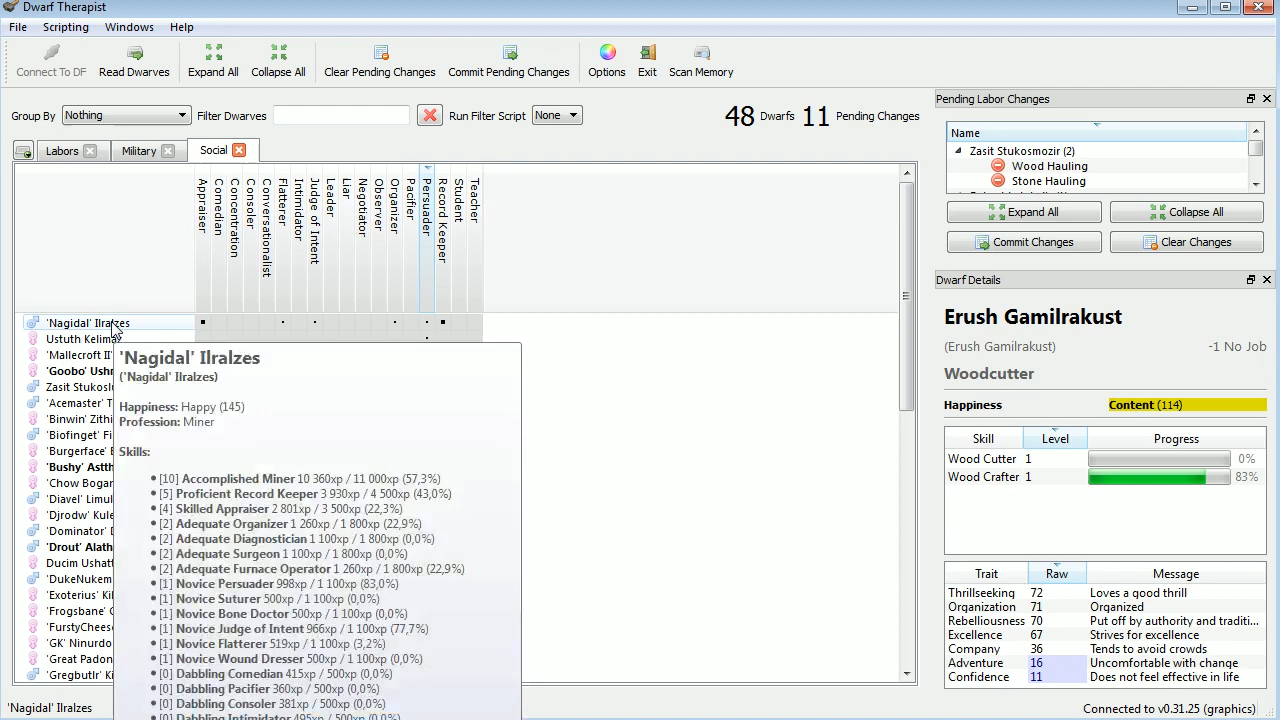 Dwarf Therapist
File Scripting Windows Help
Connect To DF Read Dwarves Expand All Collapse All Clear Pending Changes Commit Pending Changes Options Exit Scan Memory
Group By Nothing Filter Dwarves Run Filter Script None 48 Dwarfs 11 Pending Changes
Labors Military Social
Appraiser
Comedian
Concentration
Consoler
Conversationalist
Flatterer
Intimidator
Judge of Intent
Leader
Liar
Negotiator
Observer
Organizer
Pacifier
Persuader
Record Keeper
Student
Teacher
'Nagidal' Ilralzes
Ustuth Kelima
'Mallecroft II'
'Goobo' Ushr
Zasit Stukosl
'Acemaster' T
'Binwin' Zithi
'Biofinget' Fi
'Burgerface' E
'Bushy' Astth
'Chow Bogar
'Diavel' Limul
'Djrodw' Kule
'Dominator' D
'Drout' Alath
Ducim Ushatt
'DukeNukem
'Exoterius' Kil
'Frogsbane' C
'FurstyCheese
'GK' Ninurdo
'Great Padon
'Gregbutlr' Ki
'Nagidal' Ilralzes
('Nagidal' Ilralzes)
Happiness: Happy (145)
Profession: Miner
Skills:
• [10] Accomplished Miner 10 360xp / 11 000xp (57,3%)
• [5] Proficient Record Keeper 3 930xp / 4 500xp (43,0%)
• [4] Skilled Appraiser 2 801xp / 3 500xp (22,3%)
• [2] Adequate Organizer 1 260xp / 1 800xp (22,9%)
• [2] Adequate Diagnostician 1 100xp / 1 800xp (0,0%)
• [2] Adequate Surgeon 1 100xp / 1 800xp (0,0%)
• [2] Adequate Furnace Operator 1 260xp / 1 800xp (22,9%)
• [1] Novice Persuader 998xp / 1 100xp (83,0%)
• [1] Novice Suturer 500xp / 1 100xp (0,0%)
• [1] Novice Bone Doctor 500xp / 1 100xp (0,0%)
• [1] Novice Judge of Intent 966xp / 1 100xp (77,7%)
• [1] Novice Flatterer 519xp / 1 100xp (3,2%)
• [1] Novice Wound Dresser 500xp / 1 100xp (0,0%)
• [0] Dabbling Comedian 415xp / 500xp (0,0%)
• [0] Dabbling Pacifier 360xp / 500xp (0,0%)
• [0] Dabbling Consoler 381xp / 500xp (0,0%)
• [0] Dabbling Intimidator 495xp / 500xp (0,0%)
Pending Labor Changes
Name
Zasit Stukosmozir (2)
Wood Hauling
Stone Hauling
Expand All Collapse All
Commit Changes Clear Changes
Dwarf Details
Erush Gamilrakust
(Erush Gamilrakust) -1 No Job
Woodcutter
Happiness Content (114)
Skill Level Progress
Wood Cutter 1 0%
Wood Crafter 1 83%
Trait Raw Message
Thrillseeking 72 Loves a good thrill
Organization 71 Organized
Rebelliousness 70 Put off by authority and traditi...
Excellence 67 Strives for excellence
Company 36 Tends to avoid crowds
Adventure 16 Uncomfortable with change
Confidence 11 Does not feel effective in life
'Nagidal' Ilralzes Connected to v0.31.25 (graphics)